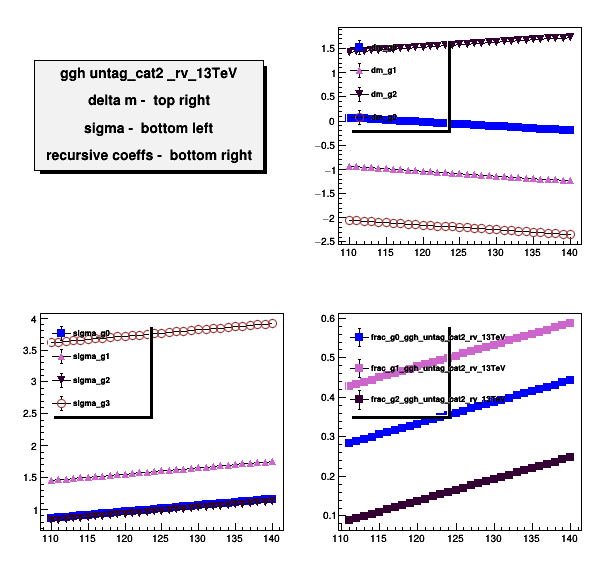 ggh untag_cat2 _rv_13TeV
delta m - top right
sigma - bottom left
recursive coeffs - bottom right
1.5
1
0.5
0
−0.5
−1
−1.5
−2
−2.5
dm_g1
dm_g2
110 115 120 125 130 135 140
4
3.5
3
2.5
2
1.5
1
sigma_g0
sigma_g1
sigma_g2
sigma_g3
110 115 120 125 130 135 140
0.6
0.5
0.4
0.3
0.2
0.1
frac_g0_ggh_untag_cat2_rv_13TeV
frac_g1_ggh_untag_cat2_rv_13TeV
frac_g2_ggh_untag_cat2_rv_13TeV
110 115 120 125 130 135 140